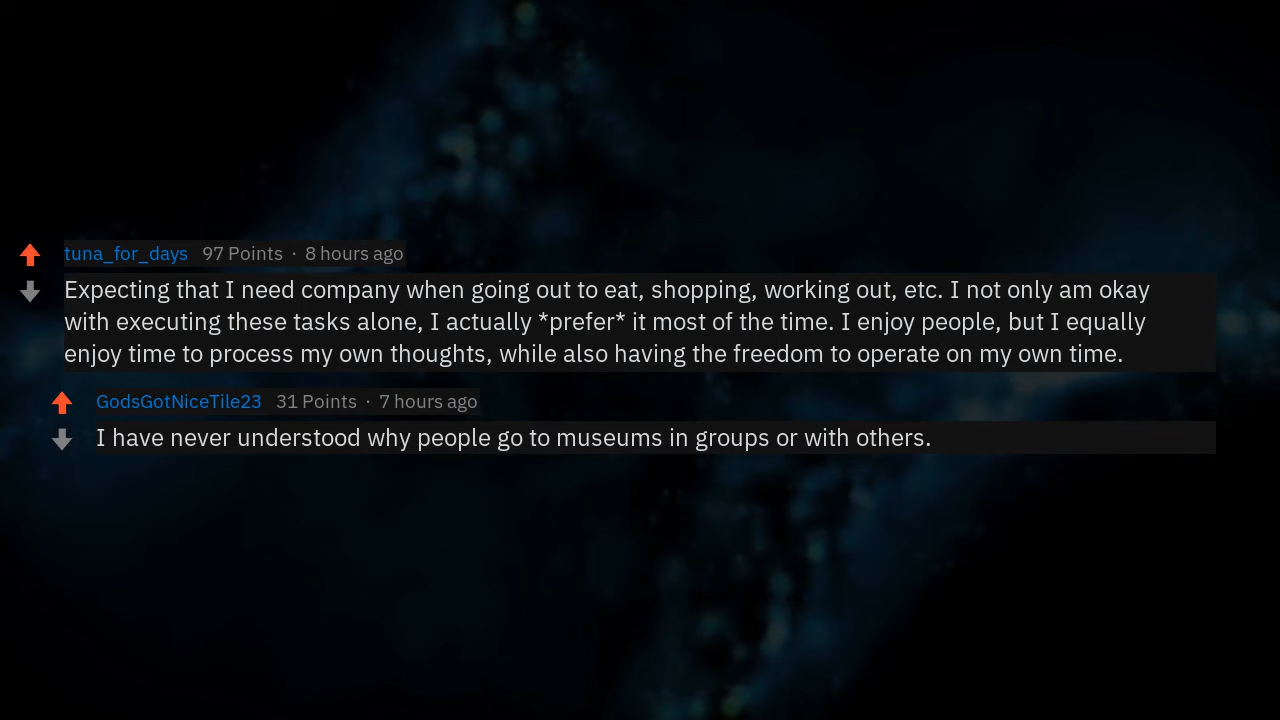 tuna_for_days 97 Points · 8 hours ago
Expecting that I need company when going out to eat, shopping, working out, etc. I not only am okay
with executing these tasks alone, I actually *prefer* it most of the time. I enjoy people, but I equally
enjoy time to process my own thoughts, while also having the freedom to operate on my own time.
GodsGotNiceTile23 31 Points · 7 hours ago
I have never understood why people go to museums in groups or with others.